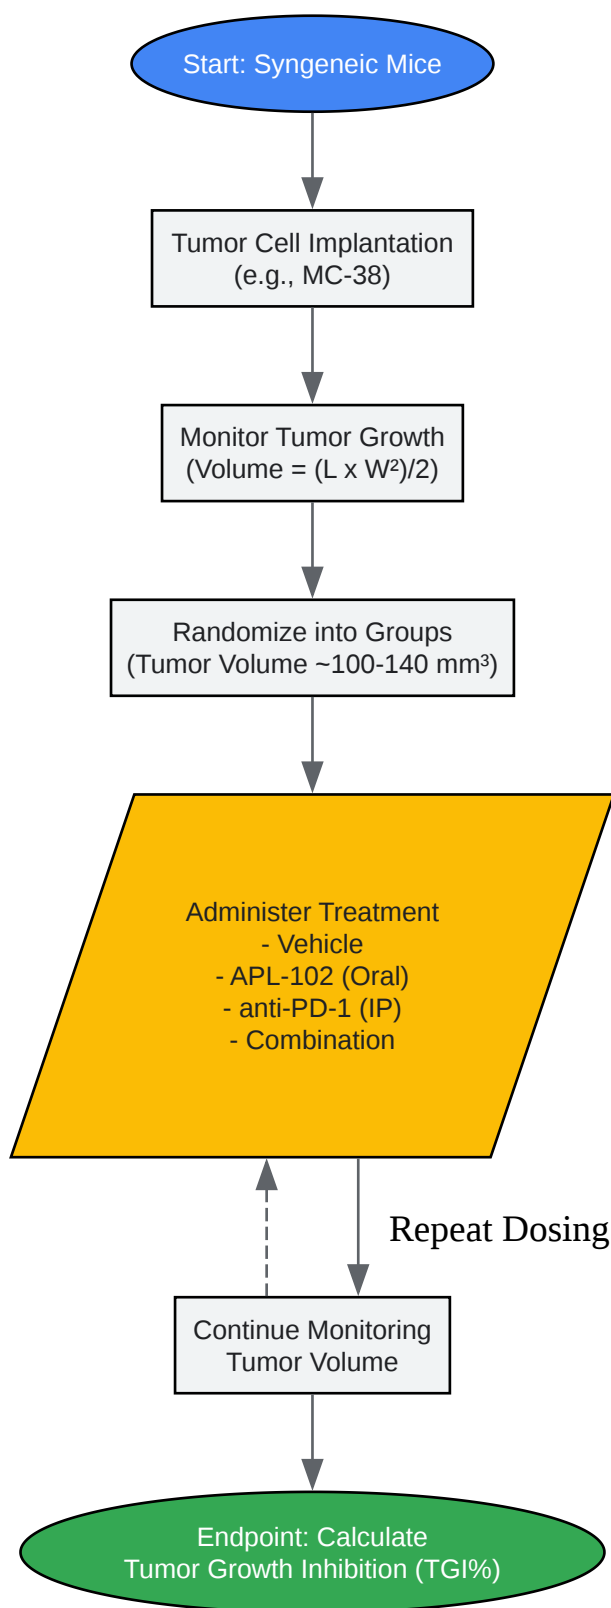 Start: Syngeneic Mice
Tumor Cell Implantation
(e.g., MC-38)
Monitor Tumor Growth
(Volume = (L x W²)/2)
Randomize into Groups
(Tumor Volume ~100-140 mm³)
Administer Treatment
- Vehicle
- APL-102 (Oral)
- anti-PD-1 (IP)
- Combination
Repeat Dosing
Continue Monitoring
Tumor Volume
Endpoint: Calculate
Tumor Growth Inhibition (TGI%)